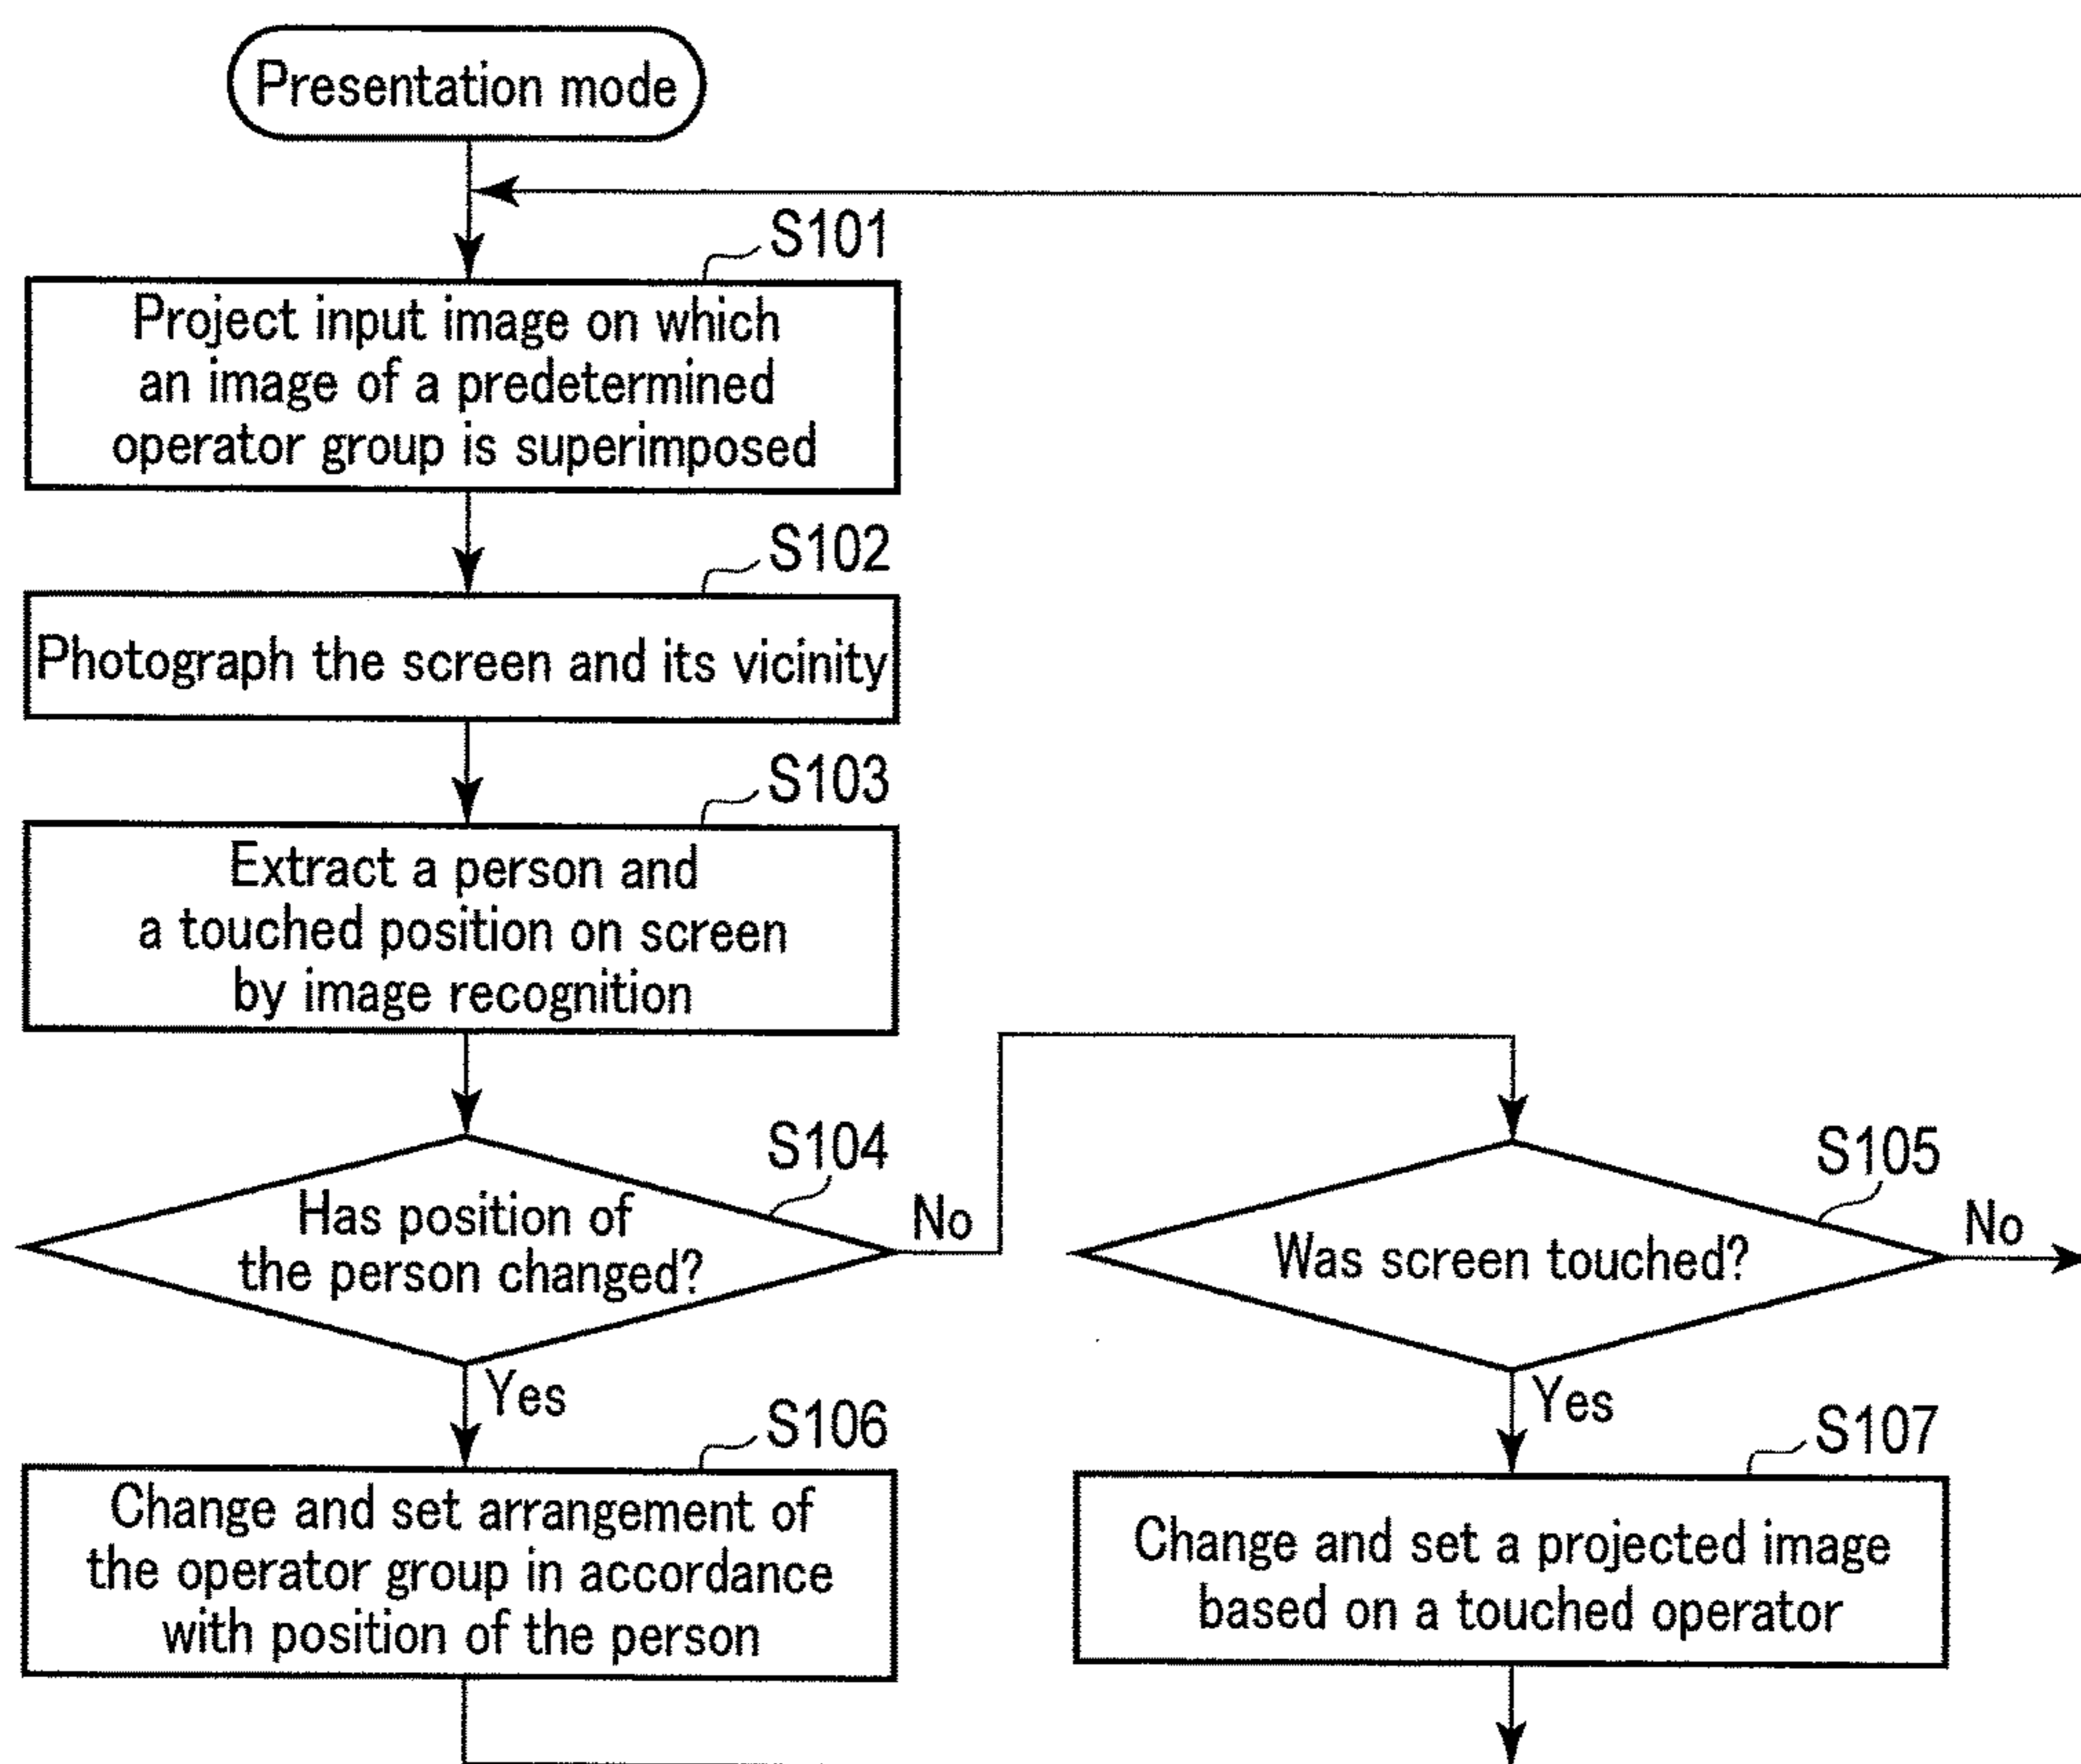 Presentation mode
S101
Project input image on which
an image of a predetermined
operator group is superimposed
S102
Photograph the screen and its vicinity
S103
Extract a person and
a touched position on screen
by image recognition
S104
Has position of
the person changed?
No
Yes
S105
Was screen touched?
No
Yes
S106
Change and set arrangement of
the operator group in accordance
with position of the person
S107
Change and set a projected image
based on a touched operator